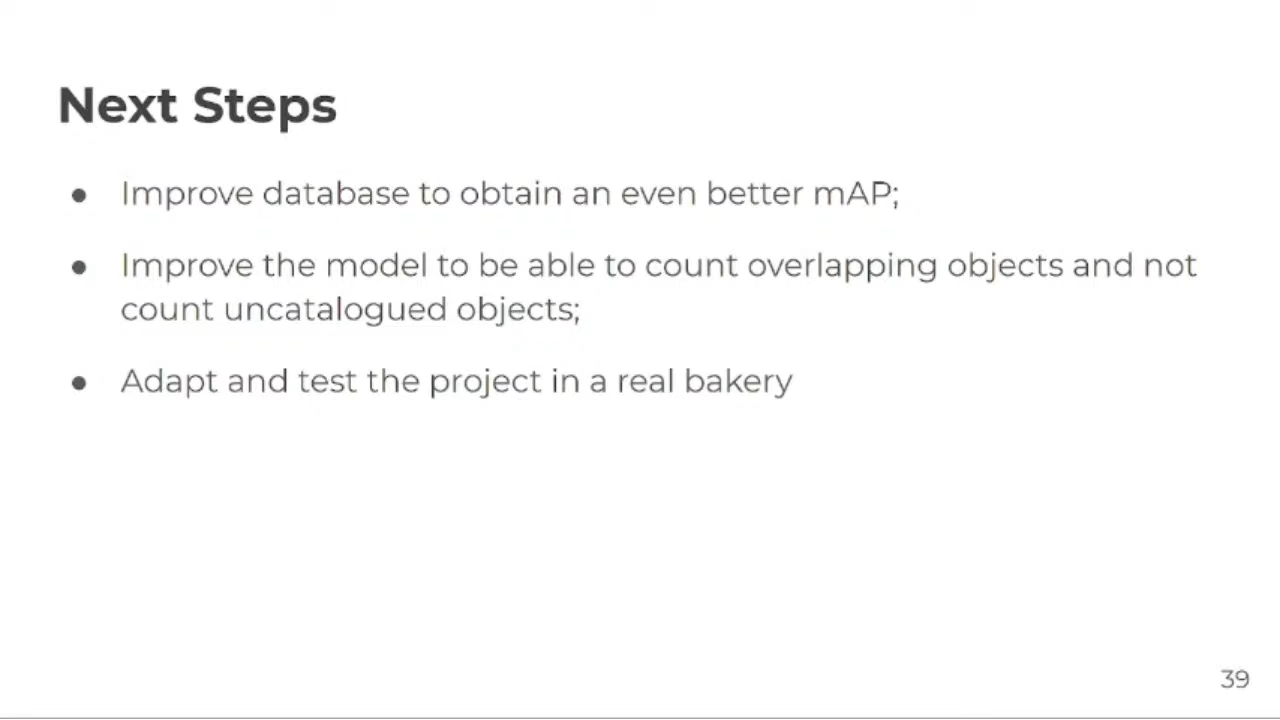 Next Steps
● Improve database to obtain an even better mAP;
● Improve the model to be able to count overlapping objects and not
count uncatalogued objects;
● Adapt and test the project in a real bakery
39